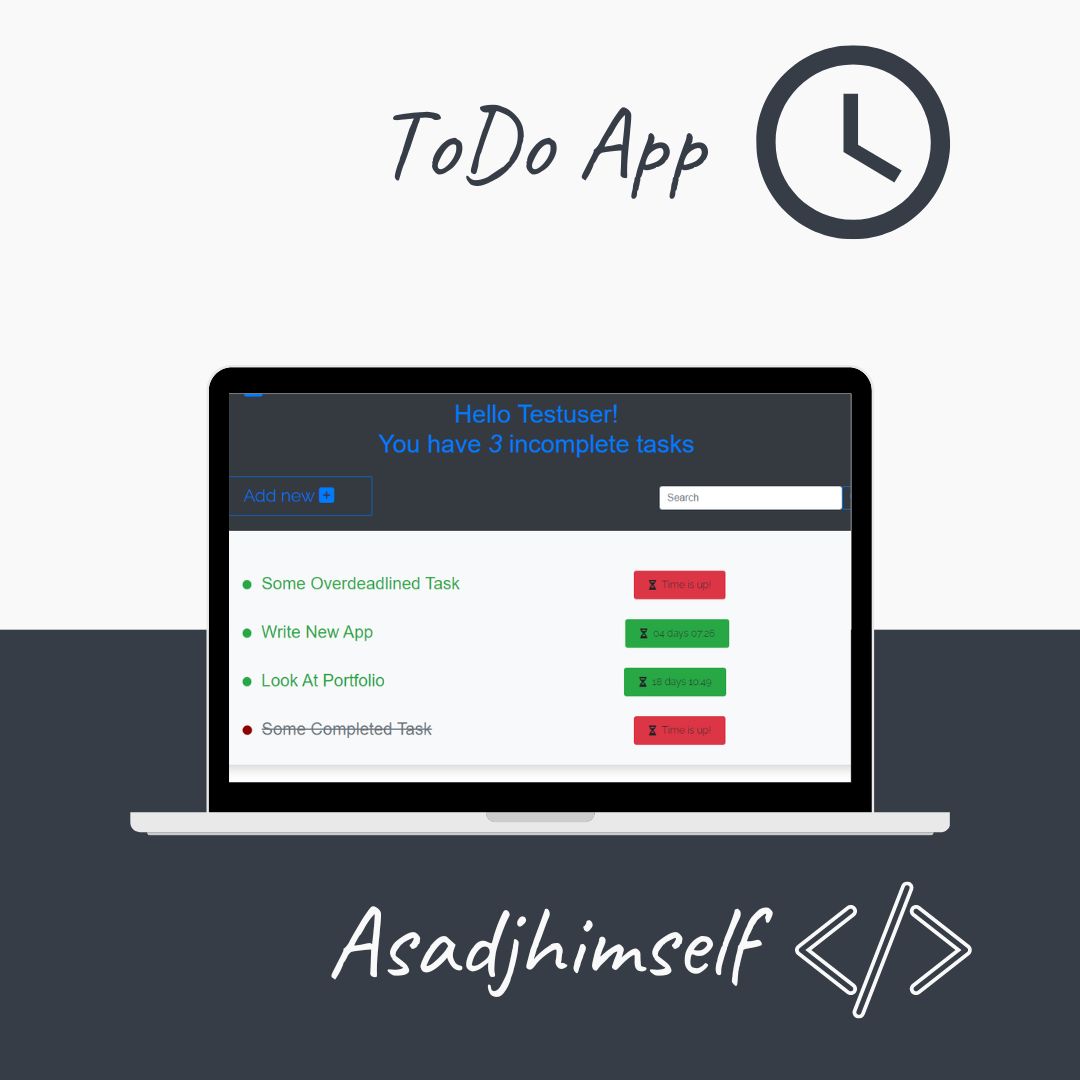 ToDo App
Hello Testuser!
You have 3 incomplete tasks
Add new
Search
Some Overdeadlined Task
Time is up!
Write New App
04 days 07:26
Look At Portfolio
18 days 10:49
Some Completed Task
Time is up!
Asadjhimself </>